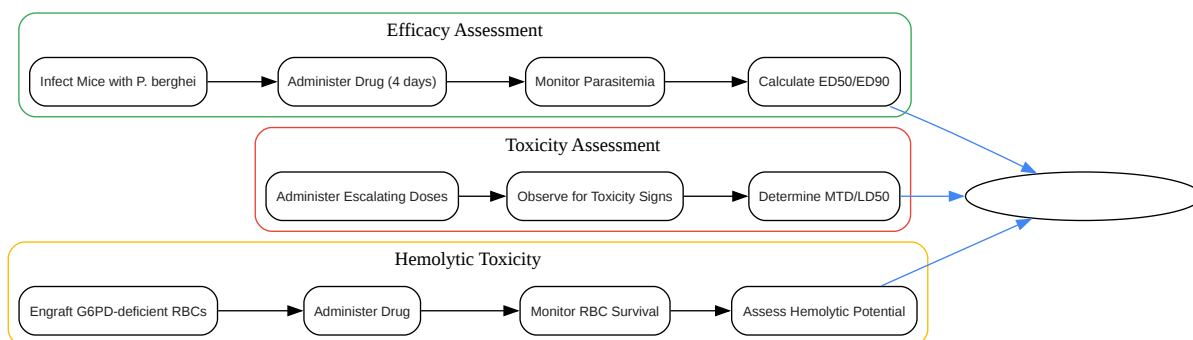 Efficacy Assessment
Infect Mice with P. berghei
Administer Drug (4 days)
Monitor Parasitemia
Calculate ED50/ED90
Toxicity Assessment
Administer Escalating Doses
Observe for Toxicity Signs
Determine MTD/LD50
Hemolytic Toxicity
Engraft G6PD-deficient RBCs
Administer Drug
Monitor RBC Survival
Assess Hemolytic Potential